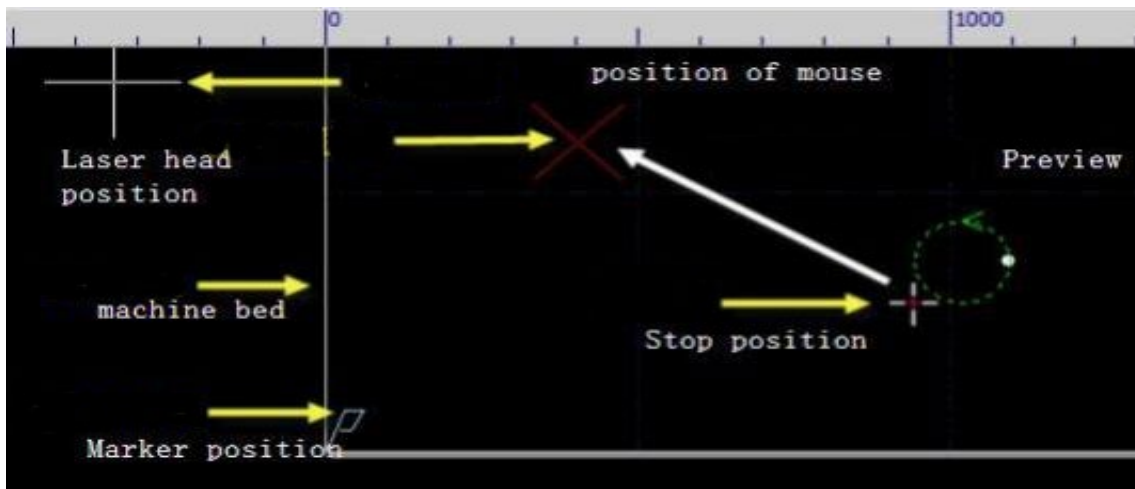 0
1000
position of mouse
Laser head
position
Preview
machine bed
Stop position
Marker position